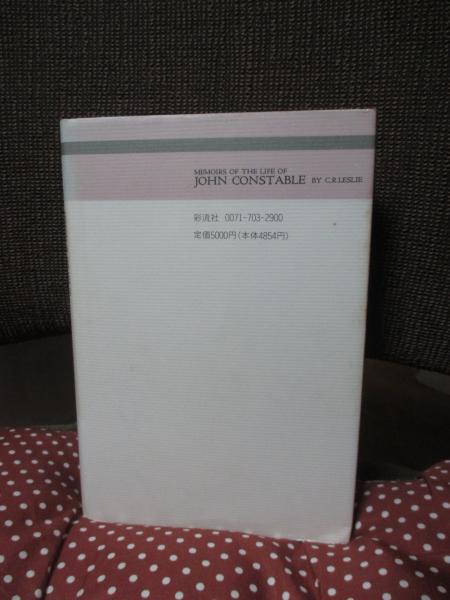 MEMOIRS OF THE LIFE OF
JOHN CONSTABLE BY C.R.LESLIE
彩流社 0071-703-2900
定価5000円(本体4854円)